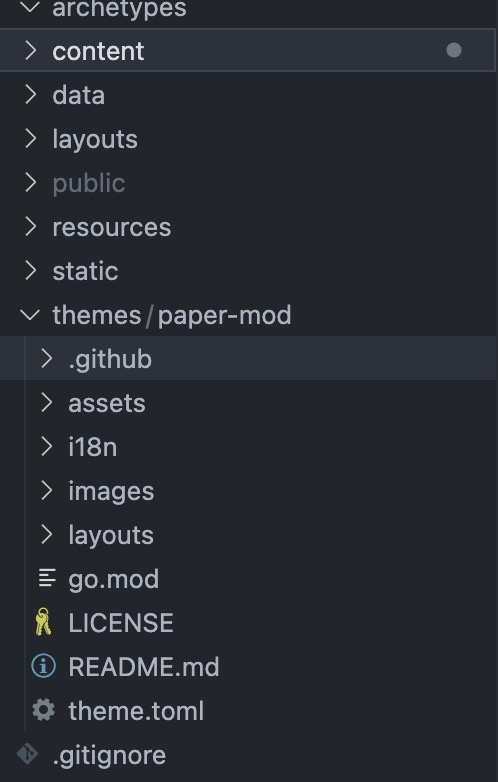 archetypes
content
data
layouts
public
resources
static
themes/paper-mod
.github
assets
i18n
images
layouts
go.mod
LICENSE
README.md
theme.toml
.gitignore